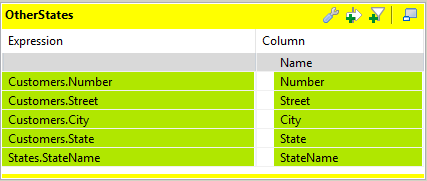 OtherStates
Expression Column
Name
Customers.Number Number
Customers.Street Street
Customers.City City
Customers.State State
States.StateName StateName